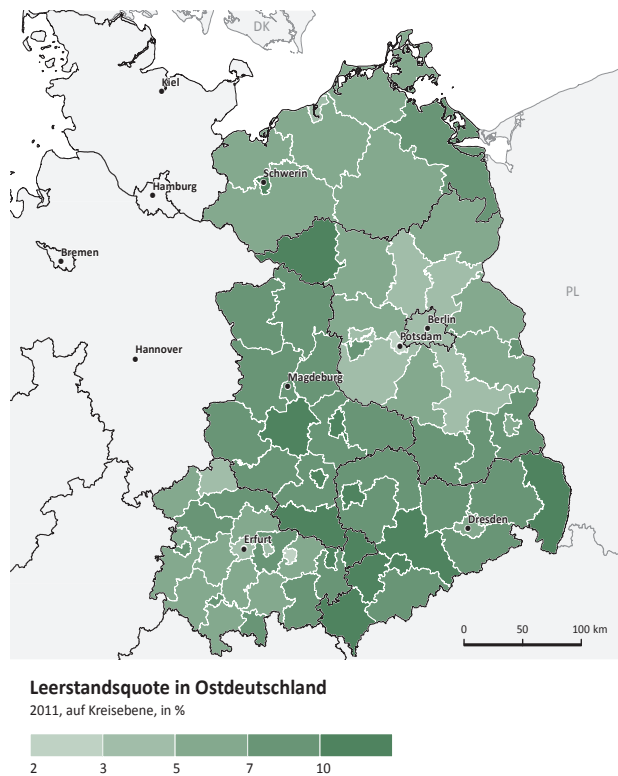 DK
Kiel
Schwerin
Hamburg
Bremen
PL
Berlin
Potsdam
Hannover
Magdeburg
Dresden
Erfurt
0 50 100 km
Leerstandsquote in Ostdeutschland
2011, auf Kreisebene, in %
2 3 5 7 10